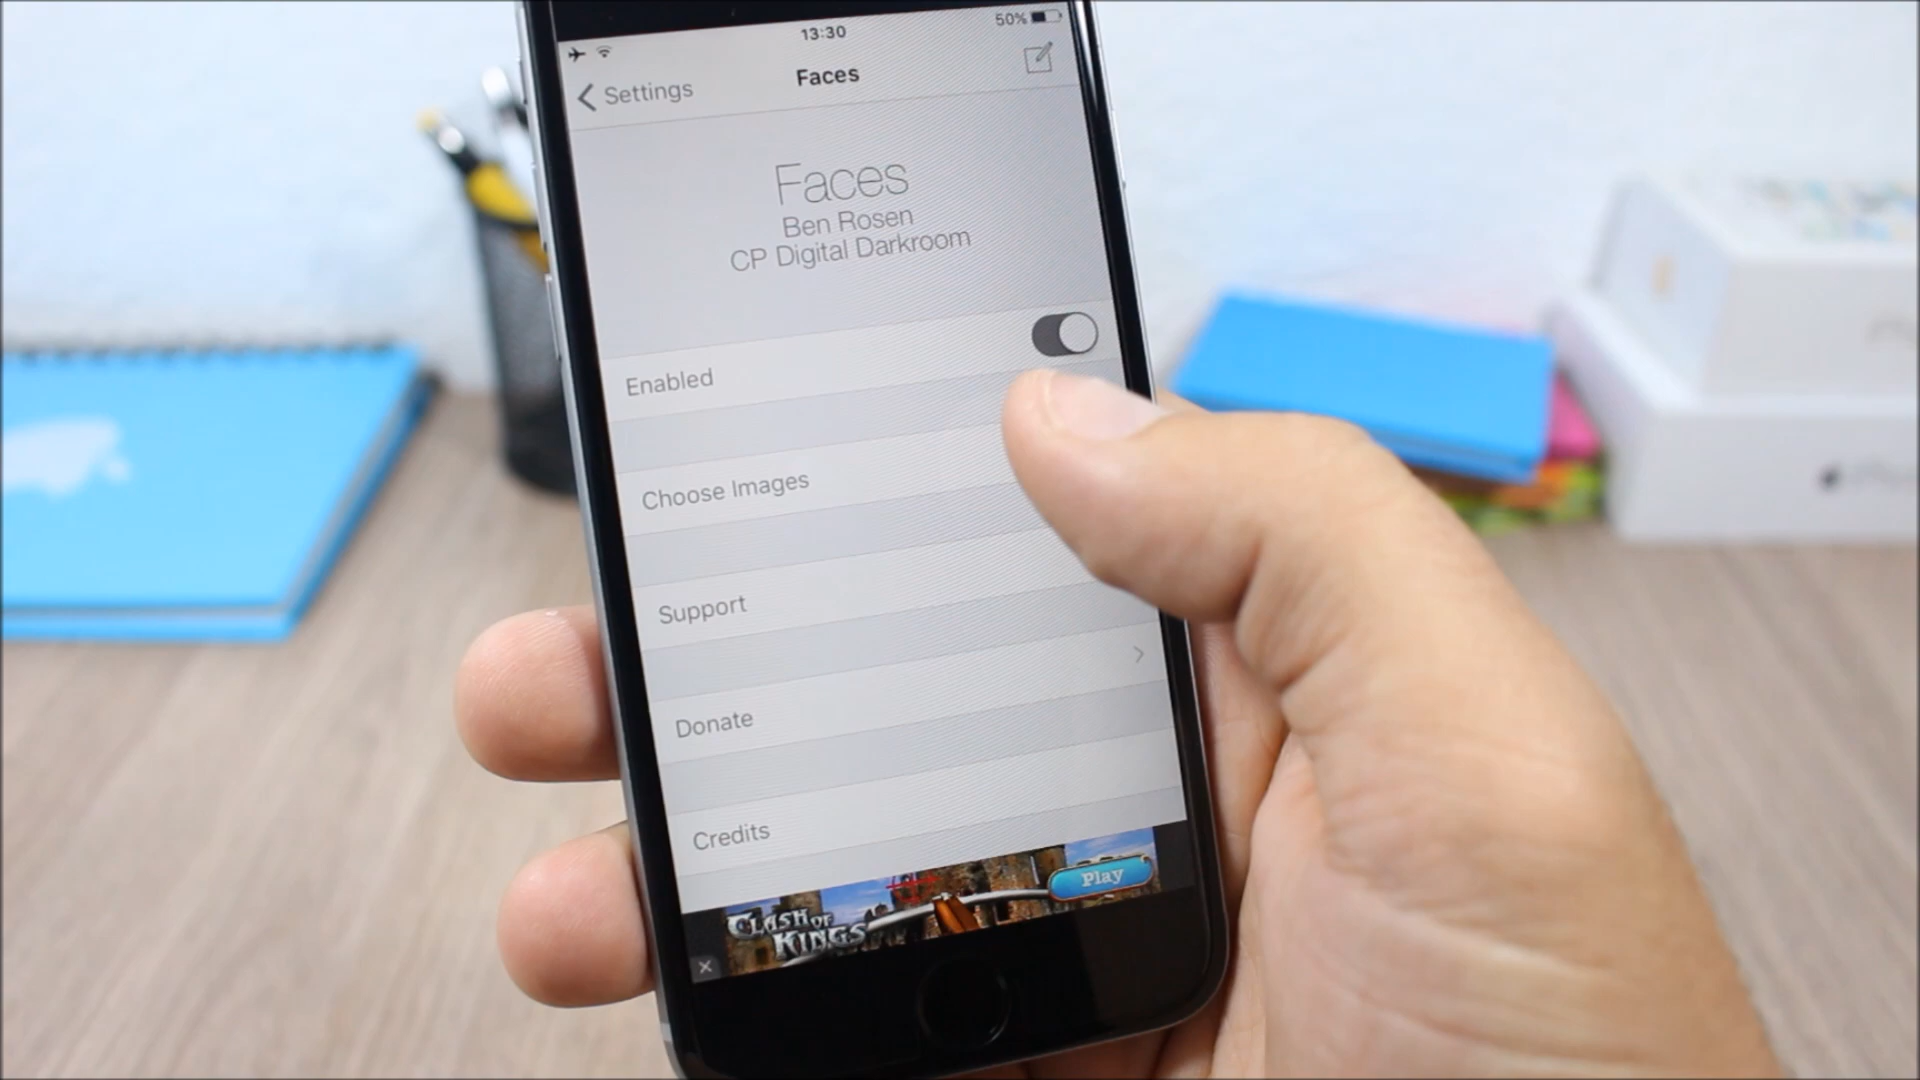 13:30
50%
Settings
Faces
Faces
Ben Rosen
CP Digital Darkroom
Enabled
Choose Images
Support
Donate
Credits
CLASH OF
KINGS
Play